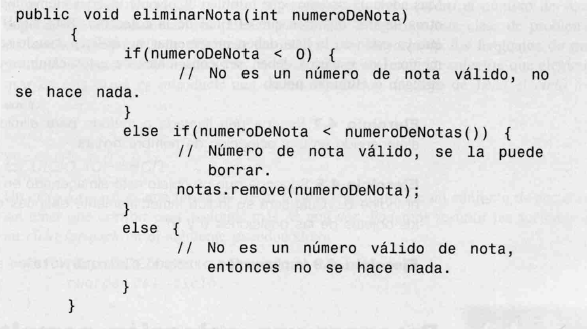 public void eliminarNota(int numeroDeNota)
{
if(numeroDeNota < 0) {
// No es un número de nota válido, no
se hace nada.
}
else if(numeroDeNota < numeroDeNotas()) {
// Número de nota válido, se la puede
borrar.
notas.remove(numeroDeNota);
}
else {
// No es un número válido de nota,
entonces no se hace nada.
}
}